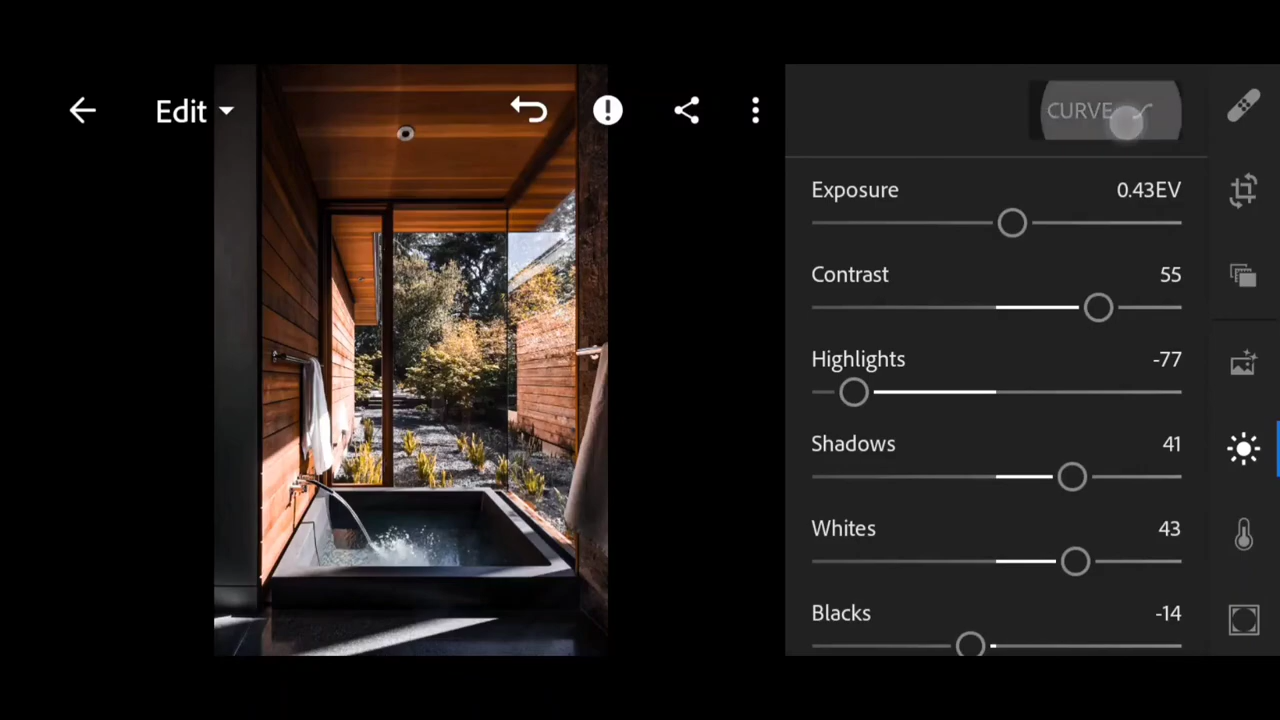 Edit
CURVE
Exposure 0.43EV
Contrast 55
Highlights -77
Shadows 41
Whites 43
Blacks -14